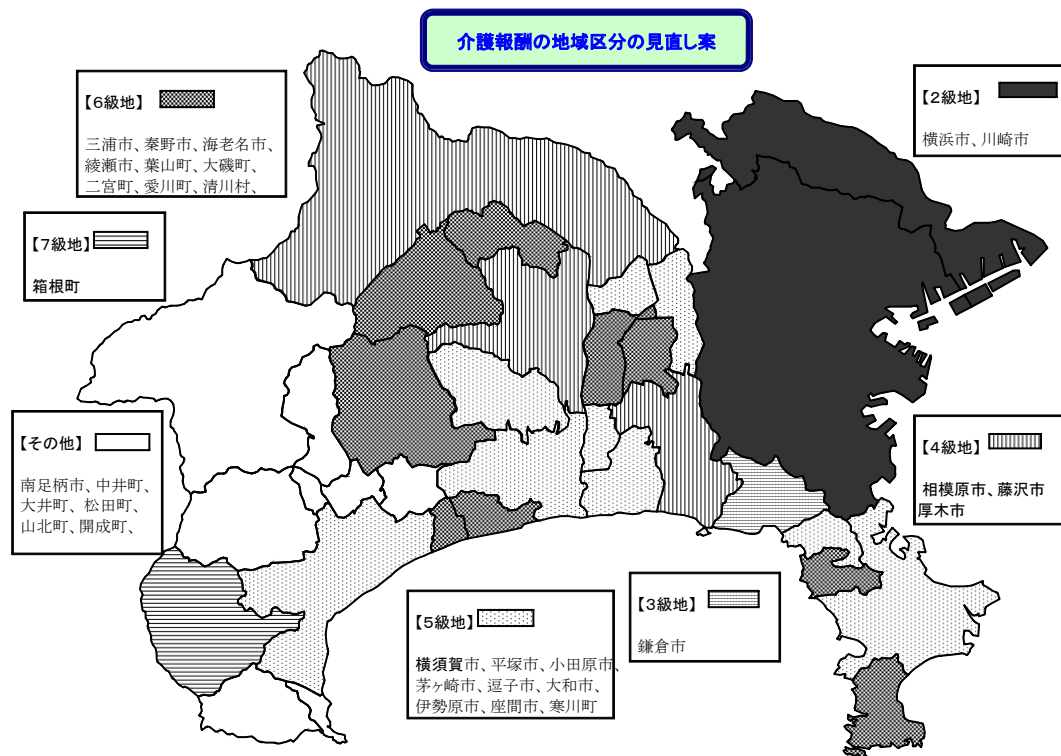 介護報酬の地域区分の見直し案
【6級地】
三浦市、秦野市、海老名市、
綾瀬市、葉山町、大磯町、
二宮町、愛川町、清川村、
【2級地】
横浜市、川崎市
【7級地】
箱根町
【その他】
南足柄市、中井町、
大井町、松田町、
山北町、開成町、
【4級地】
相模原市、藤沢市
厚木市
【5級地】
横須賀市、平塚市、小田原市、
茅ヶ崎市、逗子市、大和市、
伊勢原市、座間市、寒川町
【3級地】
鎌倉市